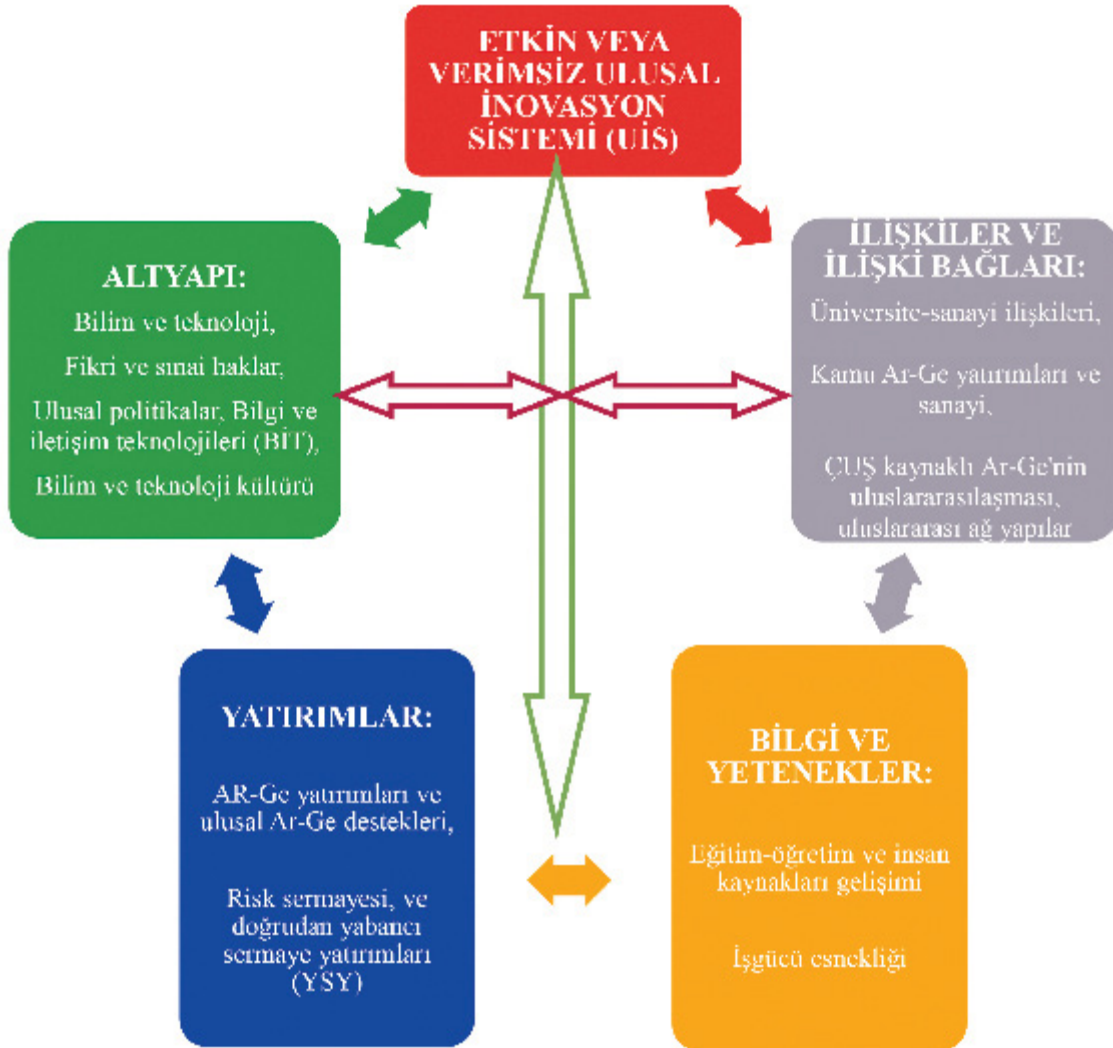 ETKİN VEYA
VERİMSİZ ULUSAL
İNOVASYON
SİSTEMİ (UİS)
ALTYAPI:
Bilim ve teknoloji,
Fikri ve sınai haklar,
Ulusal politikalar, Bilgi ve
iletişim teknolojileri (BİT),
Bilim ve teknoloji kültürü
İLİŞKİLER VE
İLİŞKİ BAĞLARI:
Üniversite-sanayi ilişkileri,
Kamu Ar-Ge yatırımları ve
sanayi,
ÇUŞ kaynaklı Ar-Ge'nin
uluslararasılaşması,
uluslararası ağ yapılar
YATIRIMLAR:
AR-Ge yatırımları ve
ulusal Ar-Ge destekleri,
Risk sermayesi, ve
doğrudan yabancı
sermaye yatırımları
(YSY)
BİLGİ VE
YETENEKLER:
Eğitim-öğretim ve insan
kaynakları gelişimi
İşgücü esnekliği